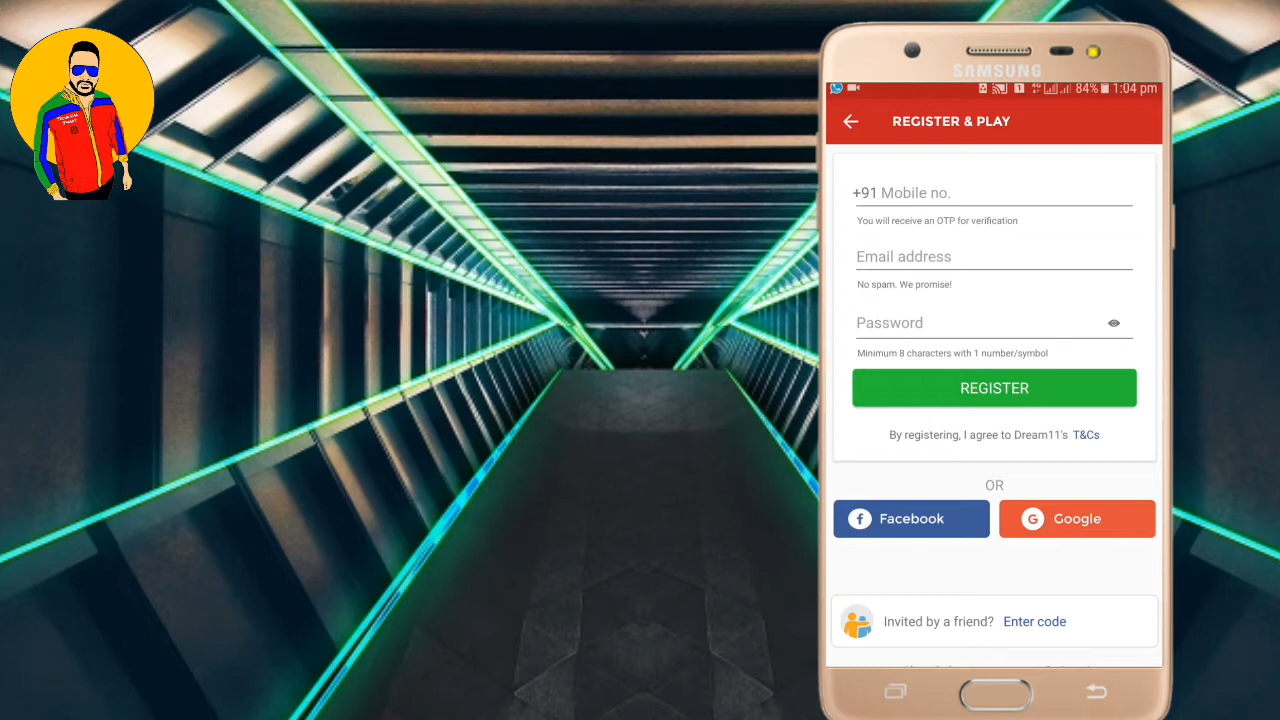 SAMSUNG
84% 1:04 pm
REGISTER & PLAY
+91 Mobile no.
You will receive an OTP for verification
Email address
No spam. We promise!
Password
Minimum 8 characters with 1 number/symbol
REGISTER
By registering, I agree to Dream11's T&Cs
OR
Facebook
Google
Invited by a friend? Enter code